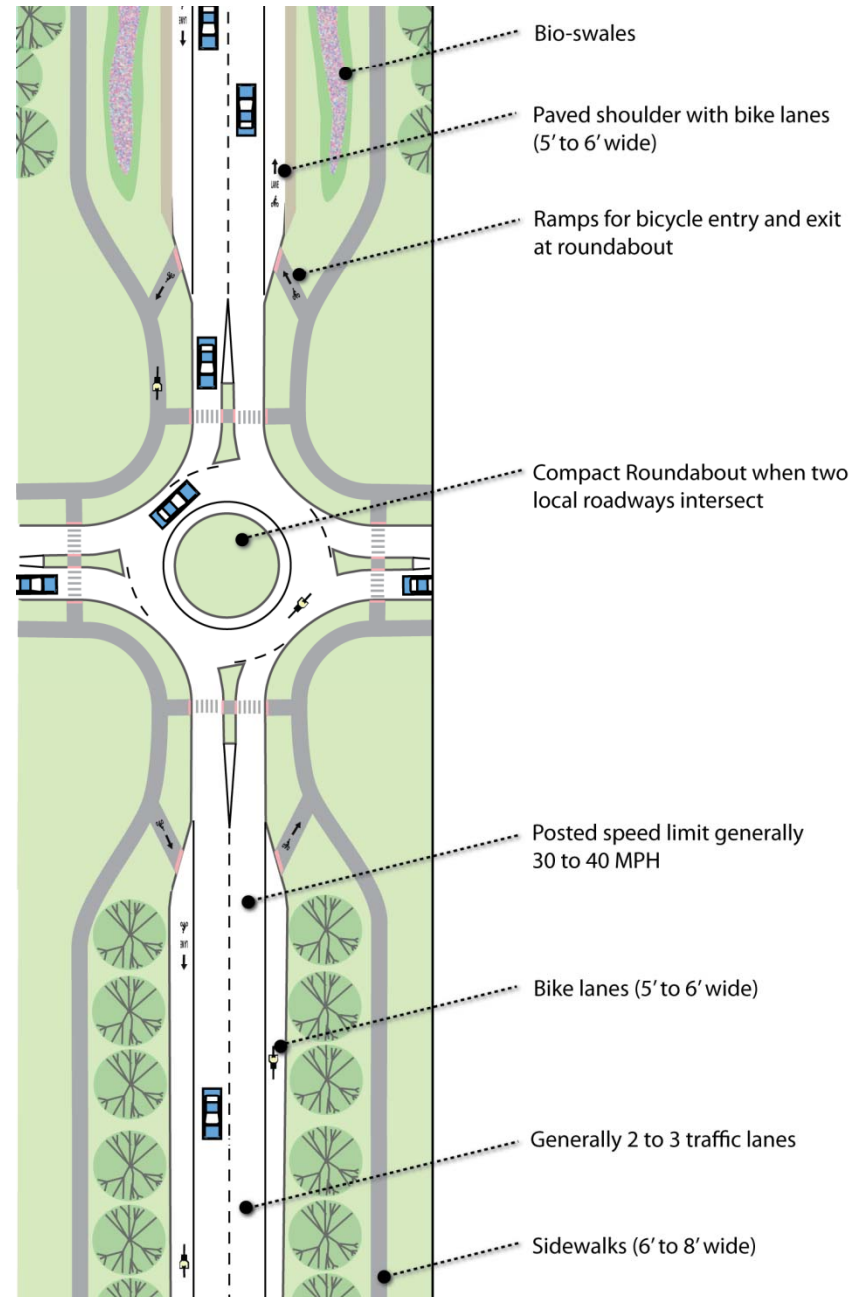 Bio-swales
Paved shoulder with bike lanes
(5’ to 6’ wide)
LANE
Ramps for bicycle entry and exit
at roundabout
Compact Roundabout when two
local roadways intersect
Posted speed limit generally
30 to 40 MPH
LANE
Bike lanes (5’ to 6’ wide)
Generally 2 to 3 traffic lanes
Sidewalks (6’ to 8’ wide)